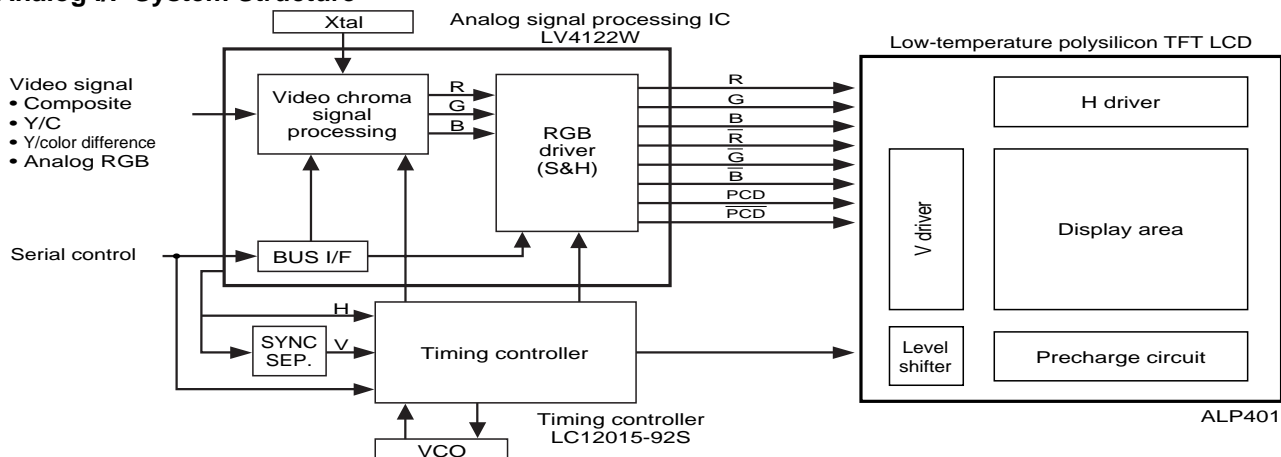 Analog I/F System Structure
Xtal
Analog signal processing IC
LV4122W
Low-temperature polysilicon TFT LCD
Video signal
• Composite
• Y/C
• Y/color difference
• Analog RGB
Video chroma
signal
processing
R
G
B
RGB
driver
(S&H)
R
G
B
R̅
G̅
B̅
PCD
P̅C̅D̅
H driver
V driver
Display area
Serial control
BUS I/F
H
SYNC
SEP.
V
Timing controller
Level
shifter
Precharge circuit
ALP401
Timing controller
LC12015-92S
VCO